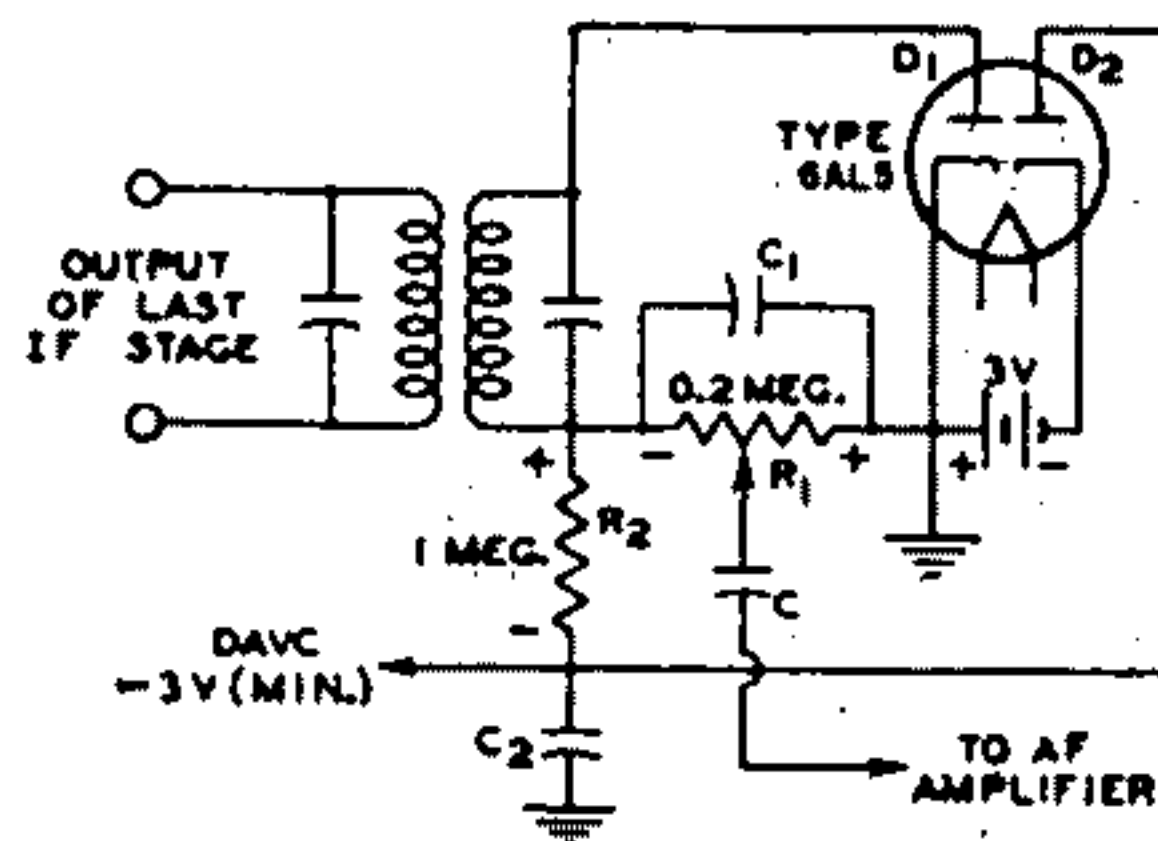 D1
D2
TYPE
6AL5
OUTPUT
OF LAST
IF STAGE
C1
0.2 MEG.
3V
+
-
+
R1
+
-
R2
1 MEG.
-
C
DAVC
-3V (MIN.)
C2
TO AF
AMPLIFIER